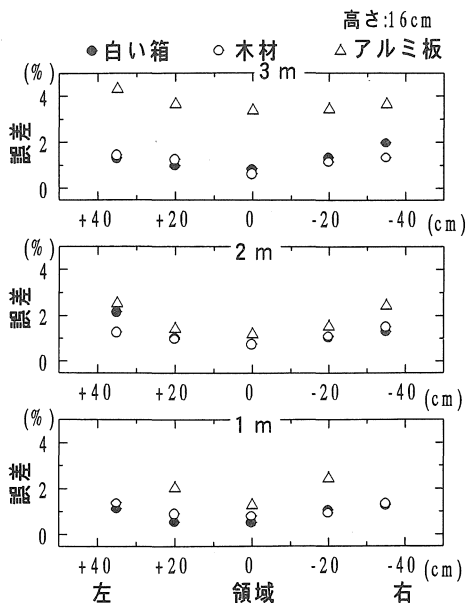 高さ:16cm
●白い箱 ○木材 △アルミ板
(%) 3 m
4
誤差
2
0
+40 +20 0 -20 -40 (cm)
(%) 2 m
4
誤差
2
0
+40 +20 0 -20 -40 (cm)
(%) 1 m
4
誤差
2
0
+40 +20 0 -20 -40 (cm)
左 領域 右